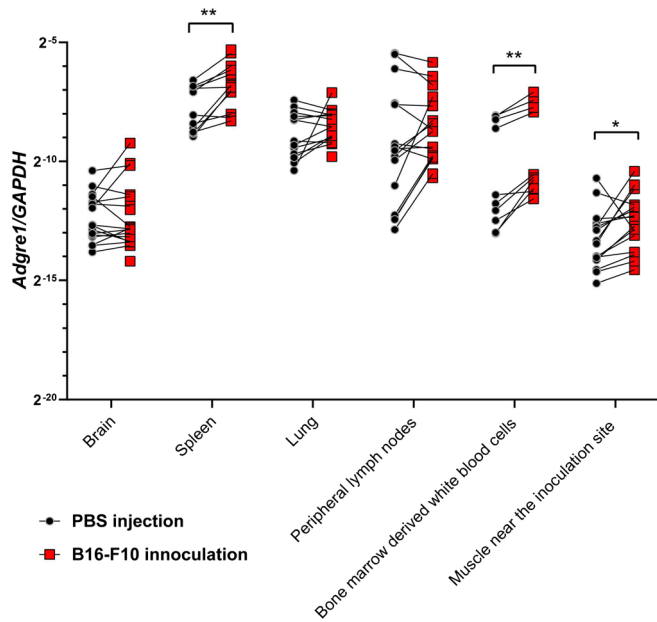 **
2-5
**
*
2-10
Adgre1/GAPDH
2-15
2-20
Brain
Spleen
Lung
Peripheral lymph nodes
Bone marrow derived white blood cells
Muscle near the inoculation site
PBS injection
B16-F10 innoculation